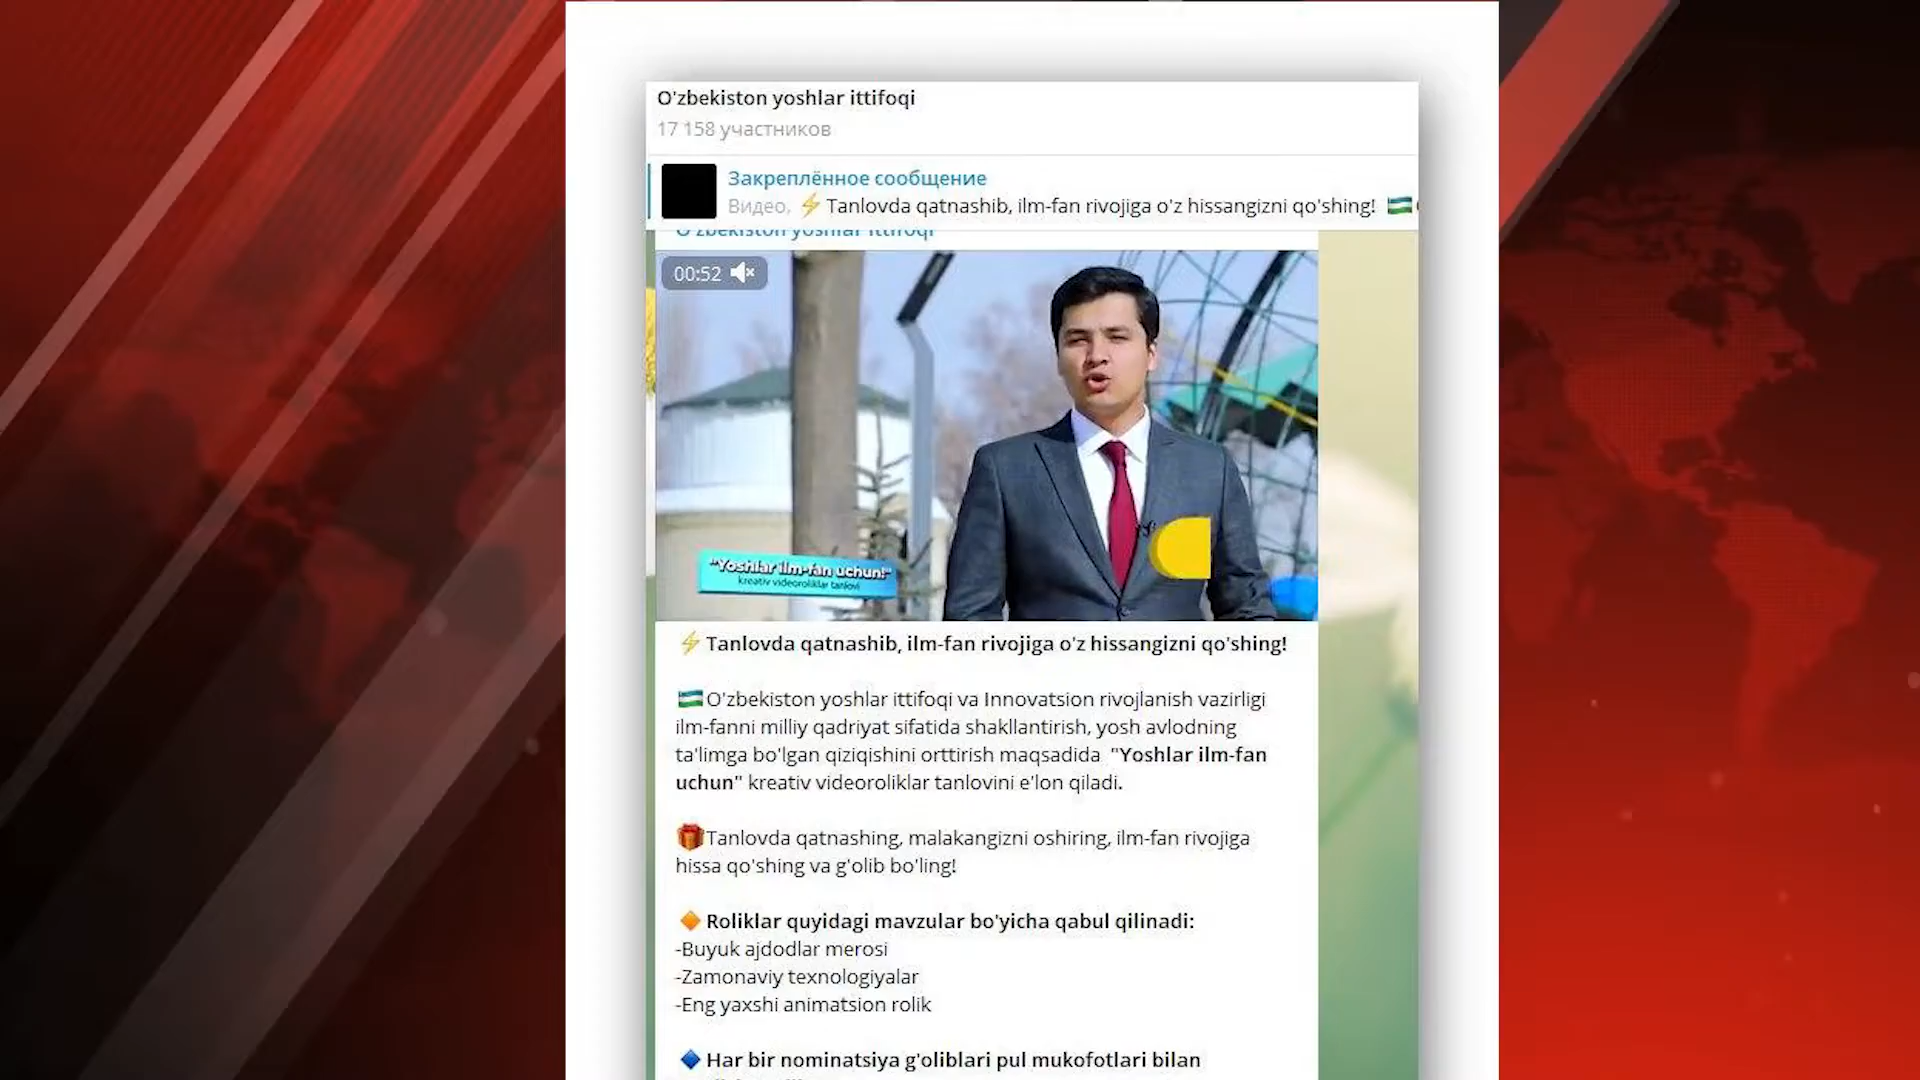 O'zbekiston yoshlar ittifoqi
17 158 участников
Закреплённое сообщение
Видео, ⚡Tanlovda qatnashib, ilm-fan rivojiga o'z hissangizni qo'shing! 🇺🇿
O'zbekiston yoshlar ittifoqi
00:52
"Yoshlar ilm-fan uchun!"
kreativ videoroliklar tanlovi
⚡Tanlovda qatnashib, ilm-fan rivojiga o'z hissangizni qo'shing!
🇺🇿O'zbekiston yoshlar ittifoqi va Innovatsion rivojlanish vazirligi
ilm-fanni milliy qadriyat sifatida shakllantirish, yosh avlodning
ta'limga bo'lgan qiziqishini orttirish maqsadida "Yoshlar ilm-fan
uchun" kreativ videoroliklar tanlovini e'lon qiladi.
🎁Tanlovda qatnashing, malakangizni oshiring, ilm-fan rivojiga
hissa qo'shing va g'olib bo'ling!
🔶Roliklar quyidagi mavzular bo'yicha qabul qilinadi:
-Buyuk ajdodlar merosi
-Zamonaviy texnologiyalar
-Eng yaxshi animatsion rolik
🔷Har bir nominatsiya g'oliblari pul mukofotlari bilan